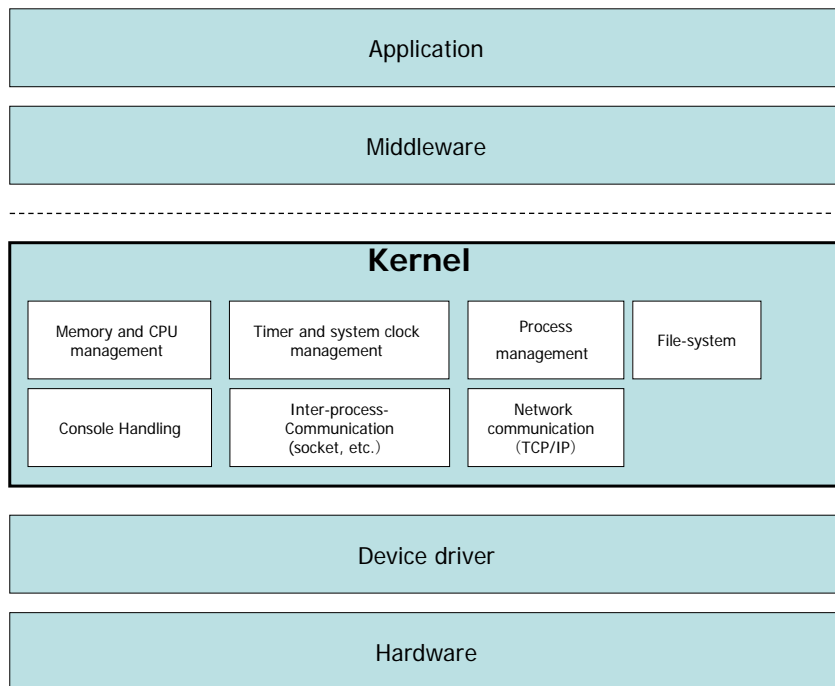 Application
Middleware
Kernel
Memory and CPU
management
Timer and system clock
management
Process
management
File-system
Console Handling
Inter-process-
Communication
(socket, etc.)
Network
communication
（TCP/IP）
Device driver
Hardware